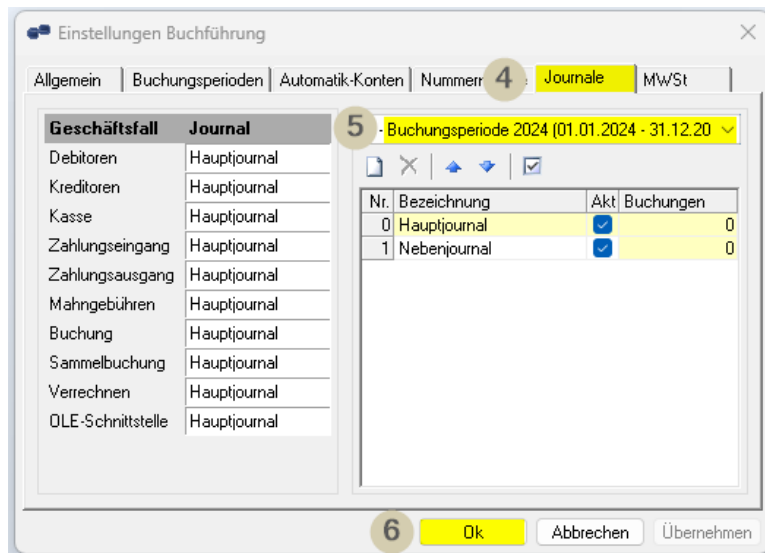 Einstellungen Buchführung
Allgemein Buchungsperioden Automatik-Konten Nummern 4 Journale MWSt
Geschäftsfall Journal
Debitoren Hauptjournal
Kreditoren Hauptjournal
Kasse Hauptjournal
Zahlungseingang Hauptjournal
Zahlungsausgang Hauptjournal
Mahngebühren Hauptjournal
Buchung Hauptjournal
Sammelbuchung Hauptjournal
Verrechnen Hauptjournal
OLE-Schnittstelle Hauptjournal
5 - Buchungsperiode 2024 (01.01.2024 - 31.12.20
Nr. Bezeichnung Akt Buchungen
0 Hauptjournal 0
1 Nebenjournal 0
6 Ok Abbrechen Übernehmen